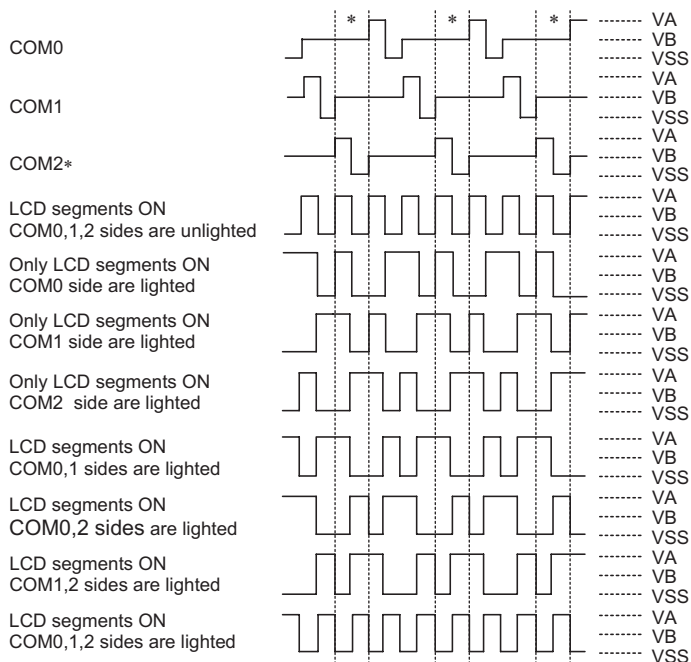 * * *
COM0
VA
VB
VSS
COM1
VA
VB
VSS
COM2*
VA
VB
VSS
LCD segments ON
COM0,1,2 sides are unlighted
VA
VB
VSS
Only LCD segments ON
COM0 side are lighted
VA
VB
VSS
Only LCD segments ON
COM1 side are lighted
VA
VB
VSS
Only LCD segments ON
COM2 side are lighted
VA
VB
VSS
LCD segments ON
COM0,1 sides are lighted
VA
VB
VSS
LCD segments ON
COM0,2 sides are lighted
VA
VB
VSS
LCD segments ON
COM1,2 sides are lighted
VA
VB
VSS
LCD segments ON
COM0,1,2 sides are lighted
VA
VB
VSS